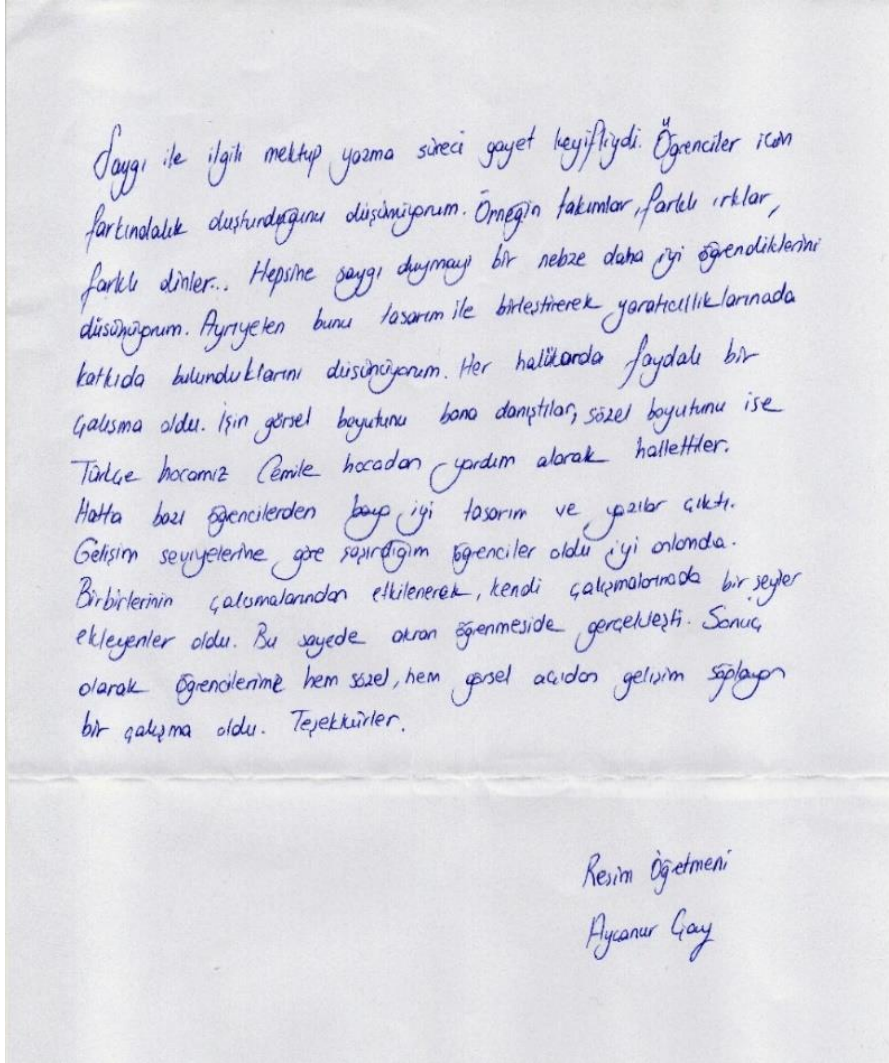 Saygı ile ilgili mektup yazma süreci gayet keyifliydi. Öğrenciler için
farkındalık oluşturduğunu düşünüyorum. Örneğin takımlar, farklı ırklar,
farklı dinler... Hepsine saygı duymayı bir nebze daha iyi öğrendiklerini
düşünüyorum. Ayrıyeten bunu tasarım ile birleştirerek yaratıcıllıklarınada
katkıda bulunduklarını düşünüyorum. Her halükarda faydalı bir
çalışma oldu. İşin görsel boyutunu bana danıştılar, sözel boyutunu ise
Türkçe hocamız Cemile hocadan yardım alarak hallettiler.
Hatta bazı öğencilerden baya iyi tasarım ve yazılar çıktı.
Gelişim seviyelerine göre şaşırdığım öğrenciler oldu iyi anlamda.
Birbirlerinin çalışmalarından etkilenerek, kendi çalışmalarınada bir şeyler
ekleyenler oldu. Bu sayede akran öğrenmeside gerçekleşti. Sonuç
olarak öğrencilerime hem sözel, hem görsel açıdan gelişim sağlayan
bir çalışma oldu. Teşekkürler.
Resim Öğretmeni
Aycanur Çay